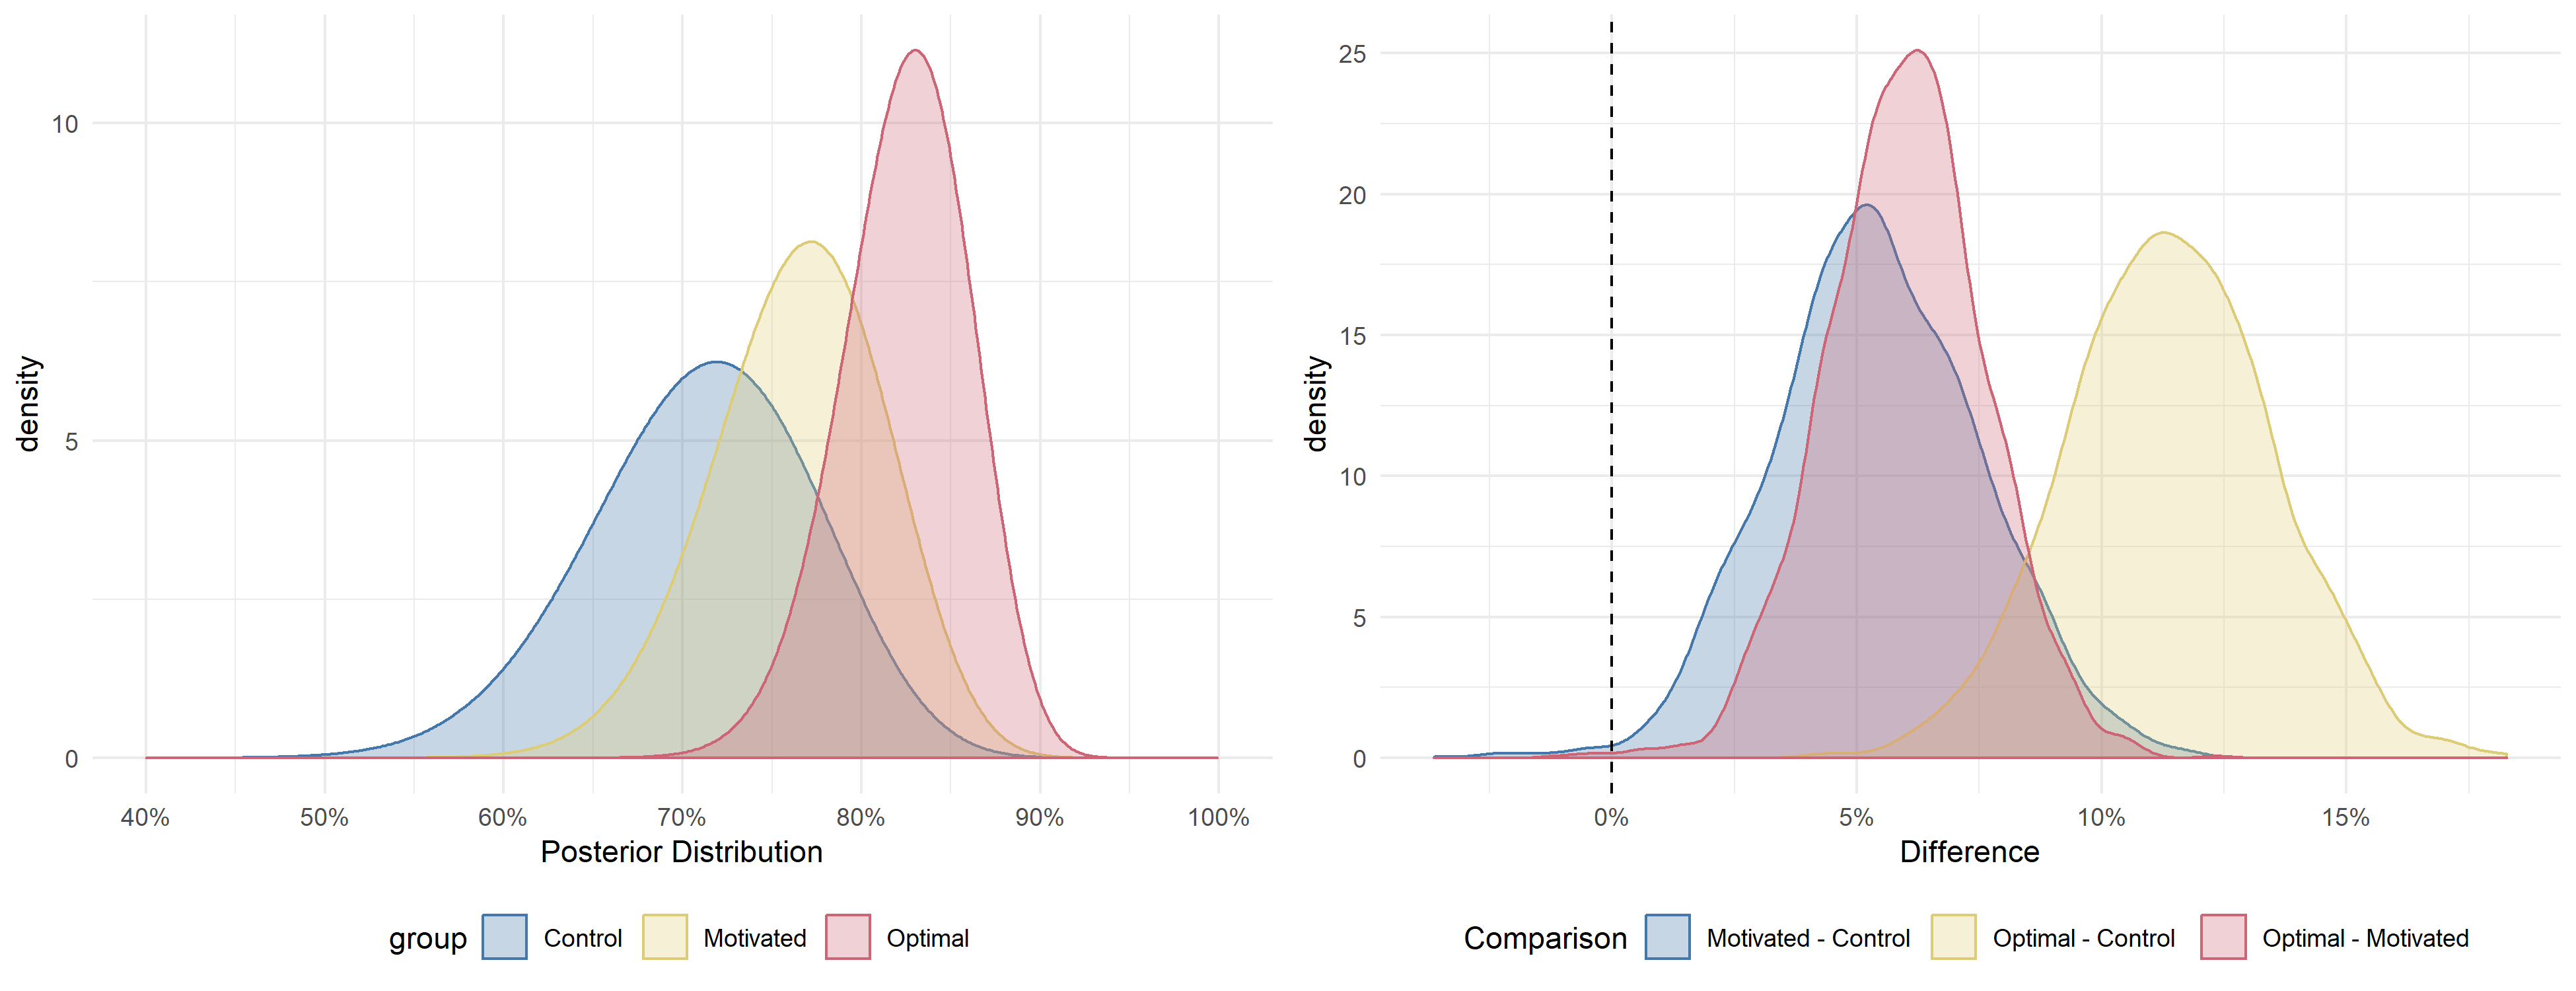 density
10
5
0
40% 50% 60% 70% 80% 90% 100%
Posterior Distribution
group Control Motivated Optimal
density
25
20
15
10
5
0
0% 5% 10% 15%
Difference
Comparison Motivated - Control Optimal - Control Optimal - Motivated